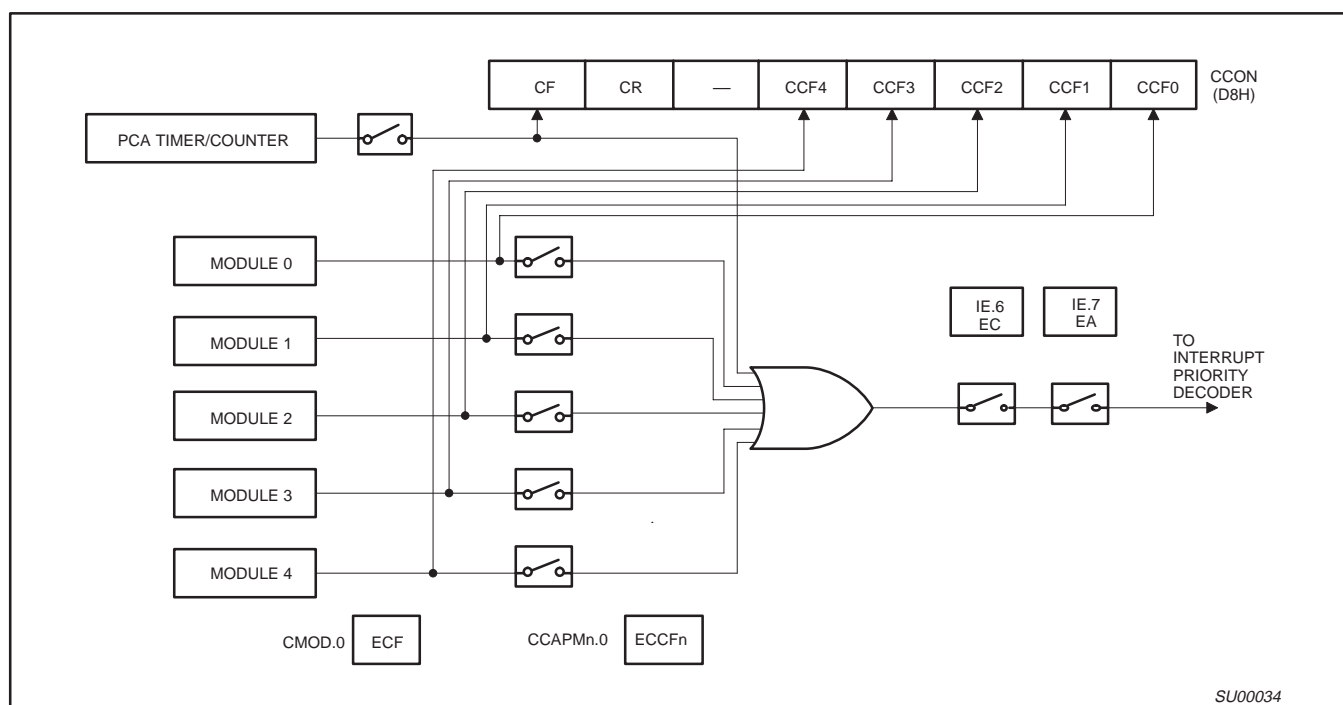 CF CR — CCF4 CCF3 CCF2 CCF1 CCF0
CCON
(D8H)
PCA TIMER/COUNTER
MODULE 0
MODULE 1
MODULE 2
MODULE 3
MODULE 4
IE.6
EC
IE.7
EA
TO
INTERRUPT
PRIORITY
DECODER
CMOD.0 ECF
CCAPMn.0 ECCFn
SU00034